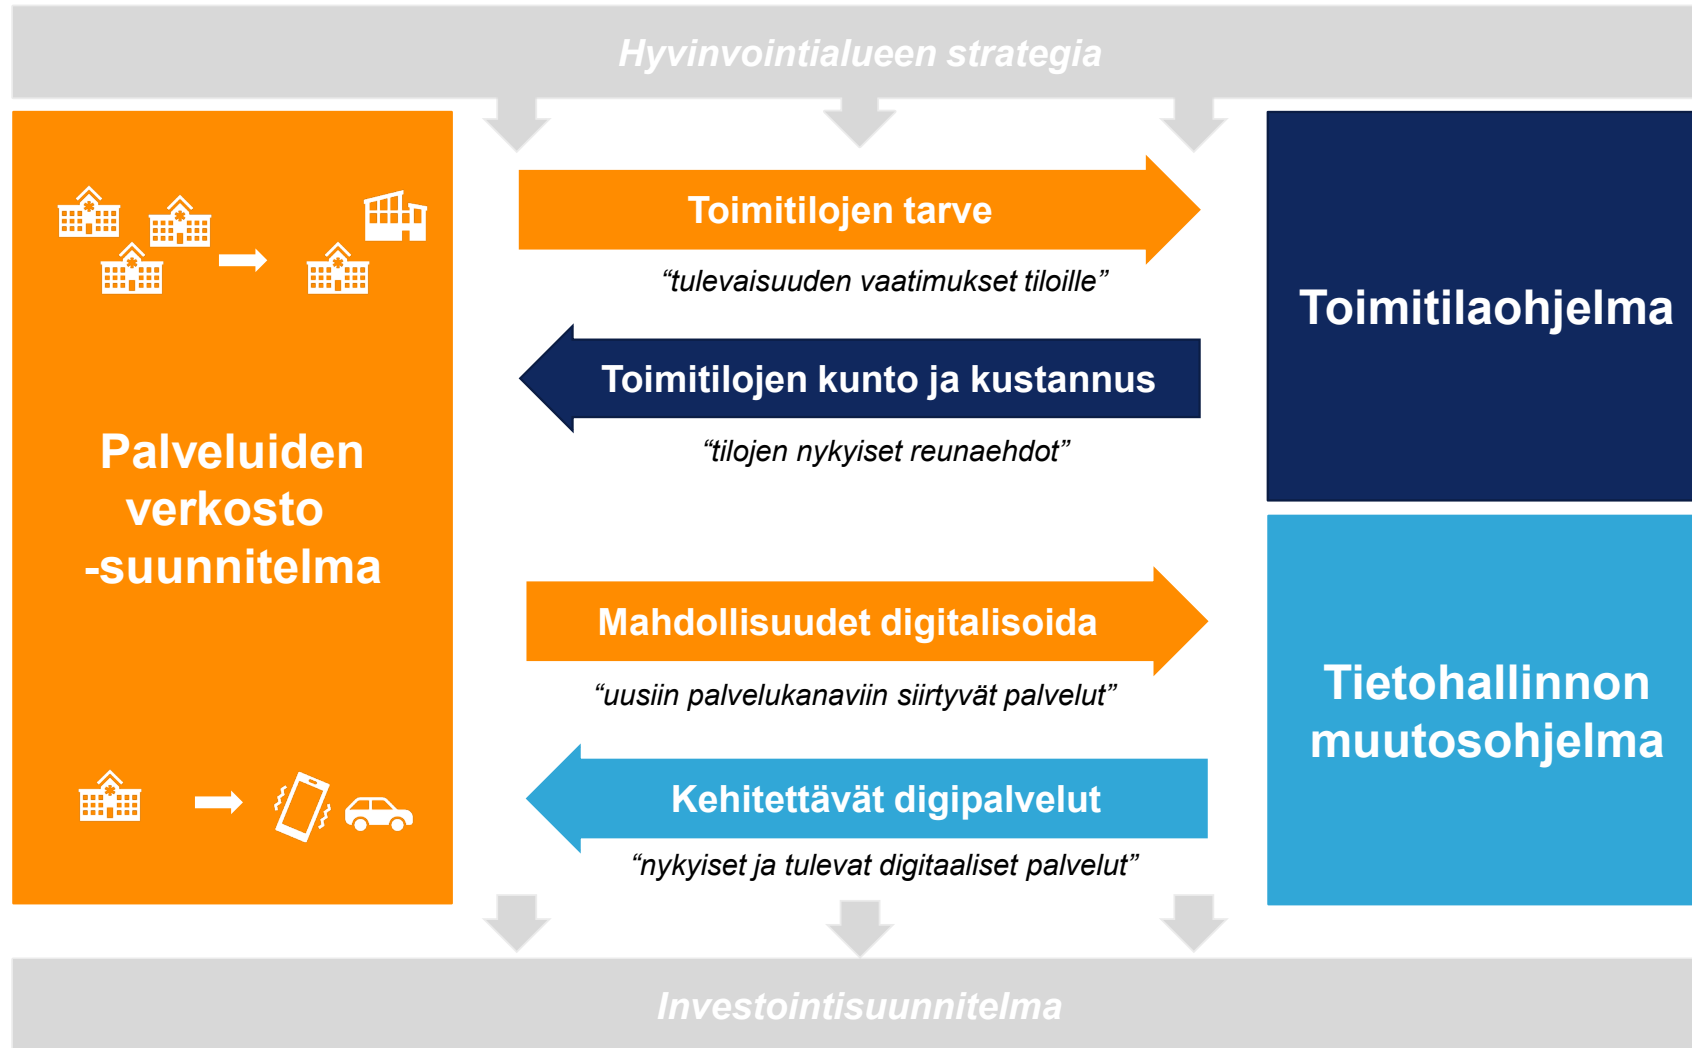 Hyvinvointialueen strategia
Toimitilojen tarve
“tulevaisuuden vaatimukset tiloille”
Toimitilojen kunto ja kustannus
“tilojen nykyiset reunaehdot”
Palveluiden
verkosto
-suunnitelma
Toimitilaohjelma
Mahdollisuudet digitalisoida
“uusiin palvelukanaviin siirtyvät palvelut”
Kehitettävät digipalvelut
“nykyiset ja tulevat digitaaliset palvelut”
Tietohallinnon
muutosohjelma
Investointisuunnitelma